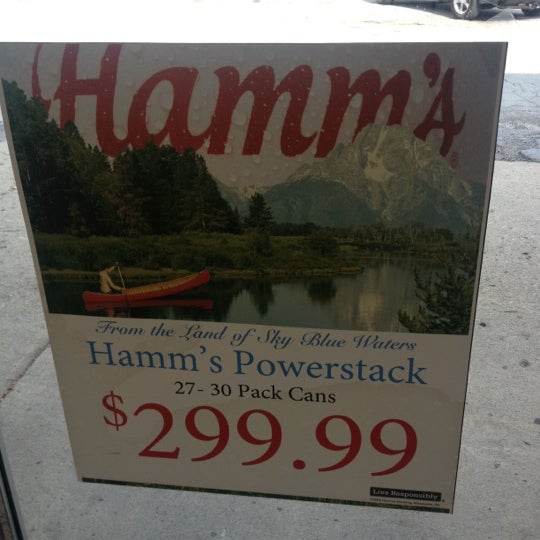 Hamm's
From the Land of Sky Blue Waters
Hamm's Powerstack
27- 30 Pack Cans
$299.99
Live Responsibly